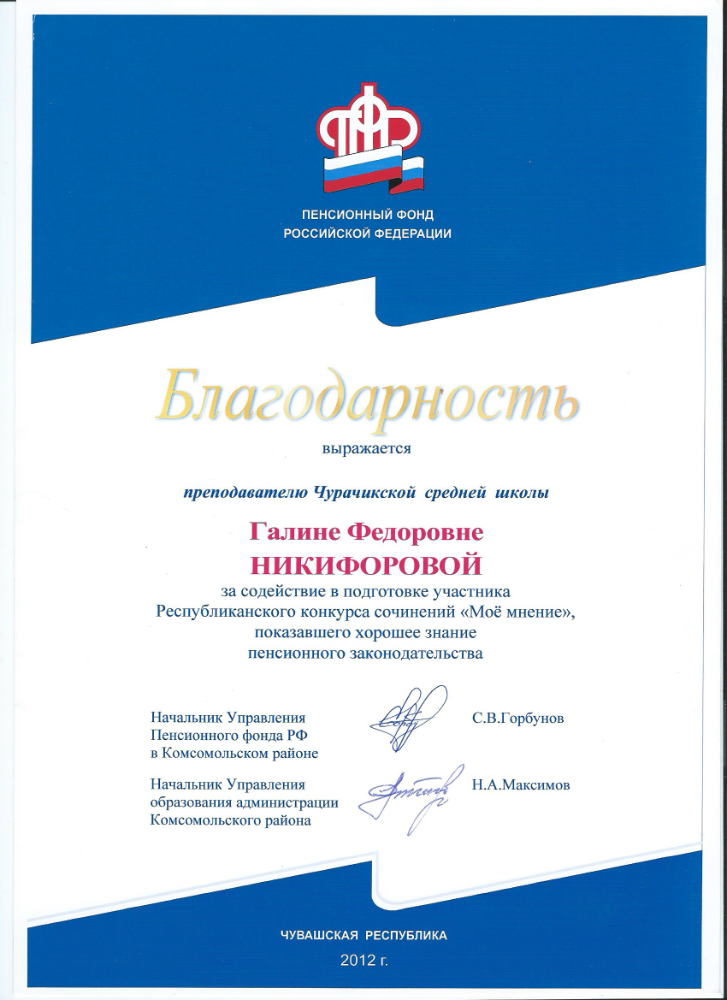 ПЕНСИОННЫЙ ФОНД
РОССИЙСКОЙ ФЕДЕРАЦИИ
Благодарность
выражается
преподавателю Чурачикской средней школы
Галине Федоровне
НИКИФОРОВОЙ
за содействие в подготовке участника
Республиканского конкурса сочинений «Моё мнение»,
показавшего хорошее знание
пенсионного законодательства
Начальник Управления
Пенсионного фонда РФ
в Комсомольском районе
С.В.Горбунов
Начальник Управления
образования администрации
Комсомольского района
Н.А.Максимов
ЧУВАШСКАЯ РЕСПУБЛИКА
2012 г.